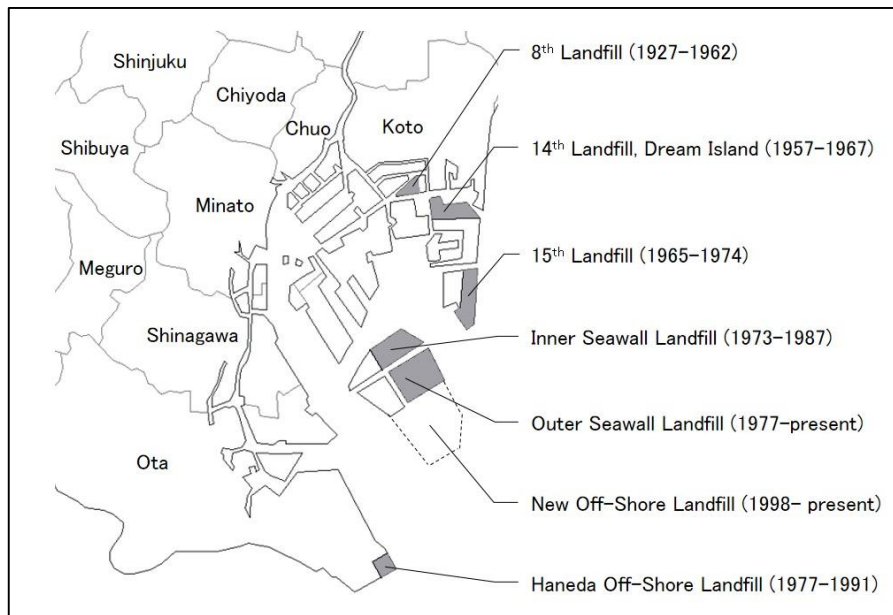 Shinjuku
Chiyoda
Chuo
Koto
Shibuya
Minato
Meguro
Shinagawa
Ota
8th Landfill (1927-1962)
14th Landfill, Dream Island (1957-1967)
15th Landfill (1965-1974)
Inner Seawall Landfill (1973-1987)
Outer Seawall Landfill (1977-present)
New Off-Shore Landfill (1998- present)
Haneda Off-Shore Landfill (1977-1991)